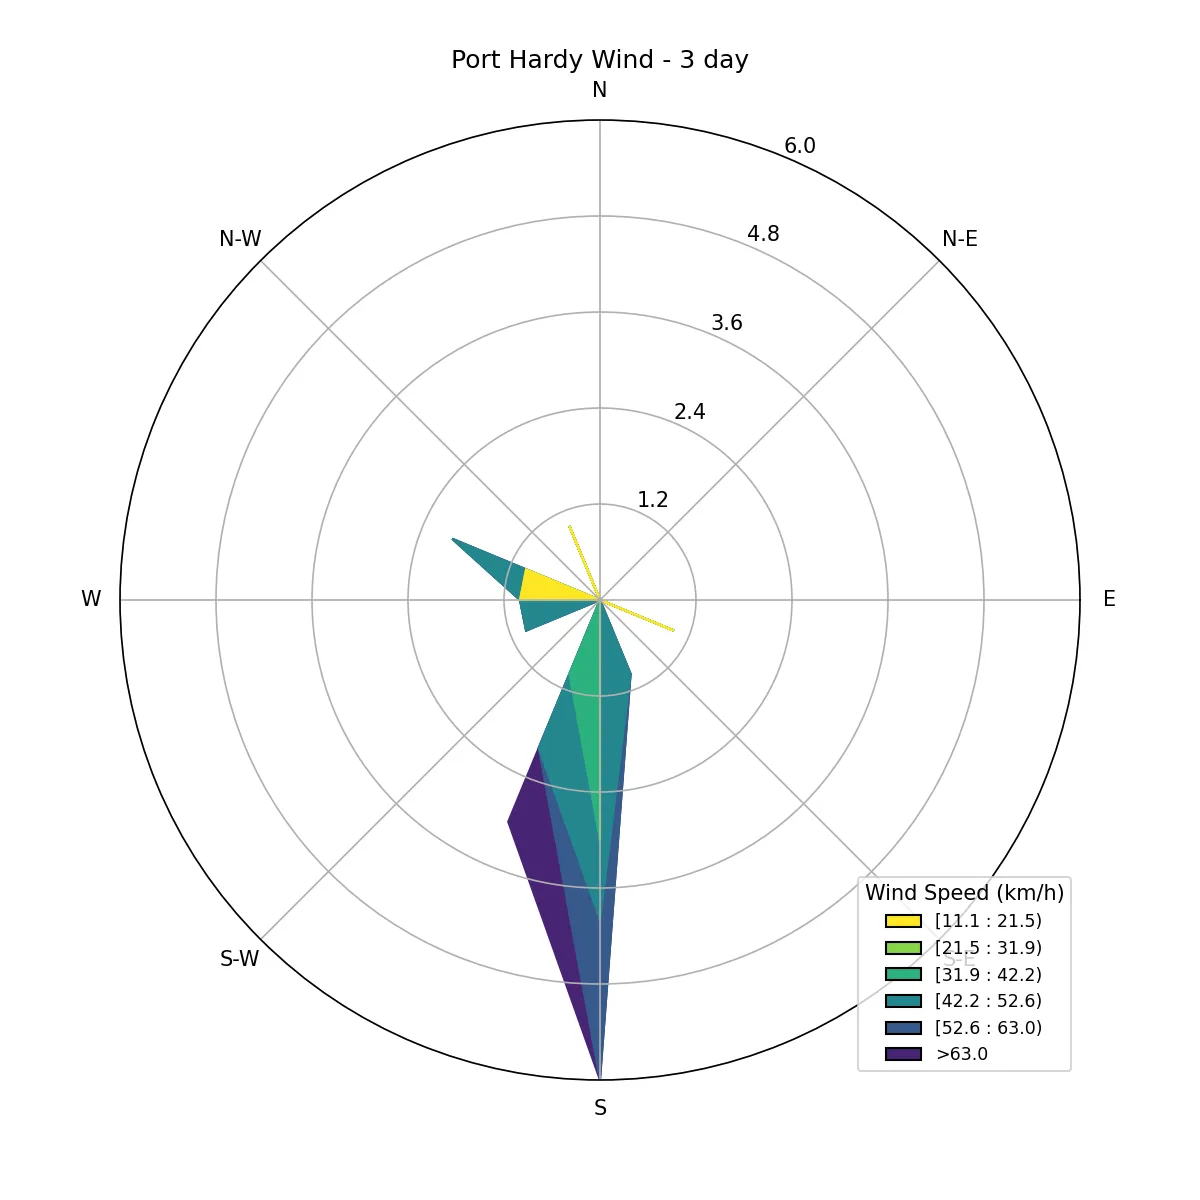 Port Hardy Wind - 3 day
N
6.0
N-W
N-E
4.8
3.6
2.4
1.2
W
E
S-W
S-E
S
Wind Speed (km/h)
[11.1 : 21.5)
[21.5 : 31.9)
[31.9 : 42.2)
[42.2 : 52.6)
[52.6 : 63.0)
>63.0